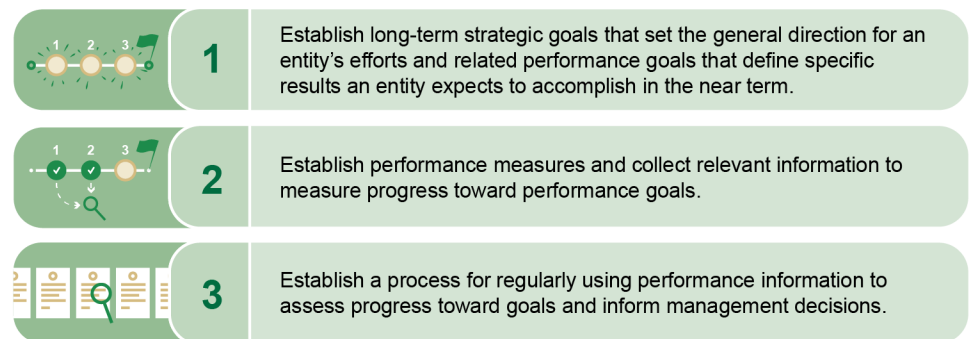 1 2 3
1
Establish long-term strategic goals that set the general direction for an
entity’s efforts and related performance goals that define specific
results an entity expects to accomplish in the near term.
1 2 3
2
Establish performance measures and collect relevant information to
measure progress toward performance goals.
3
Establish a process for regularly using performance information to
assess progress toward goals and inform management decisions.